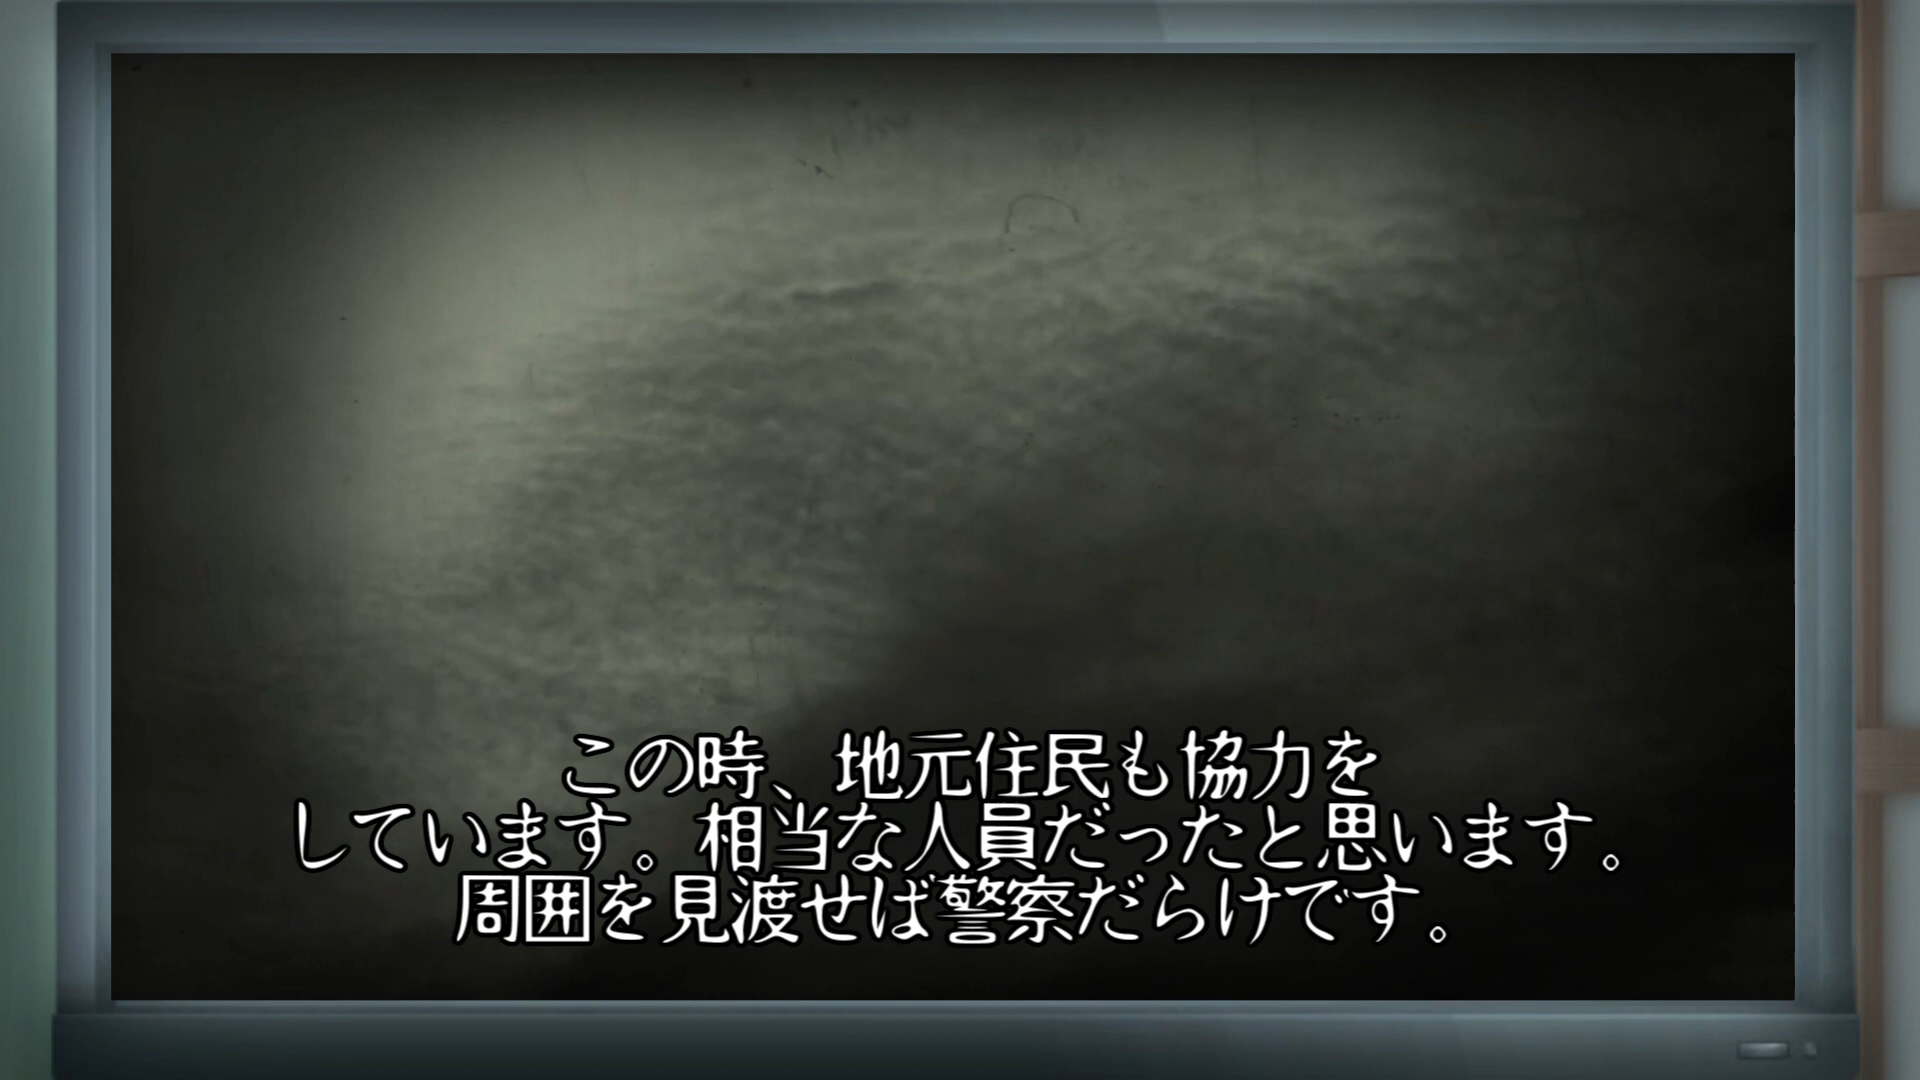 この時、地元住民も協力を
しています。相当な人員だったと思います。
周囲を見渡せば警察だらけです。